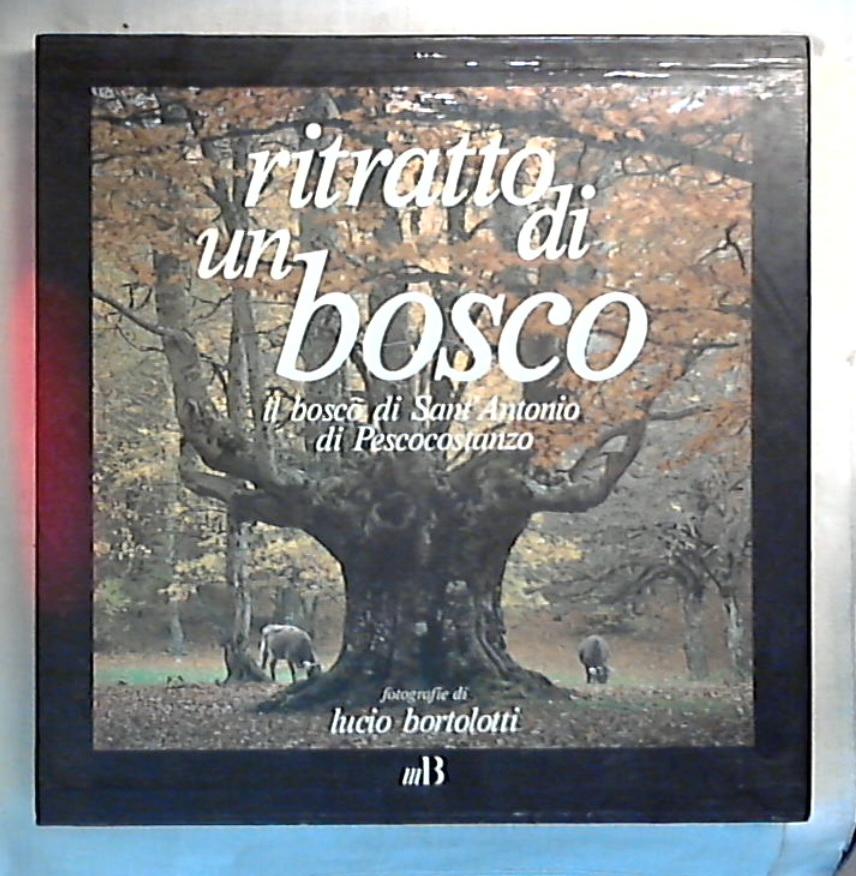 ritratto
di
un
bosco
il bosco di Sant'Antonio
di Pescocostanzo
fotografie di
lucio bortolotti
mB